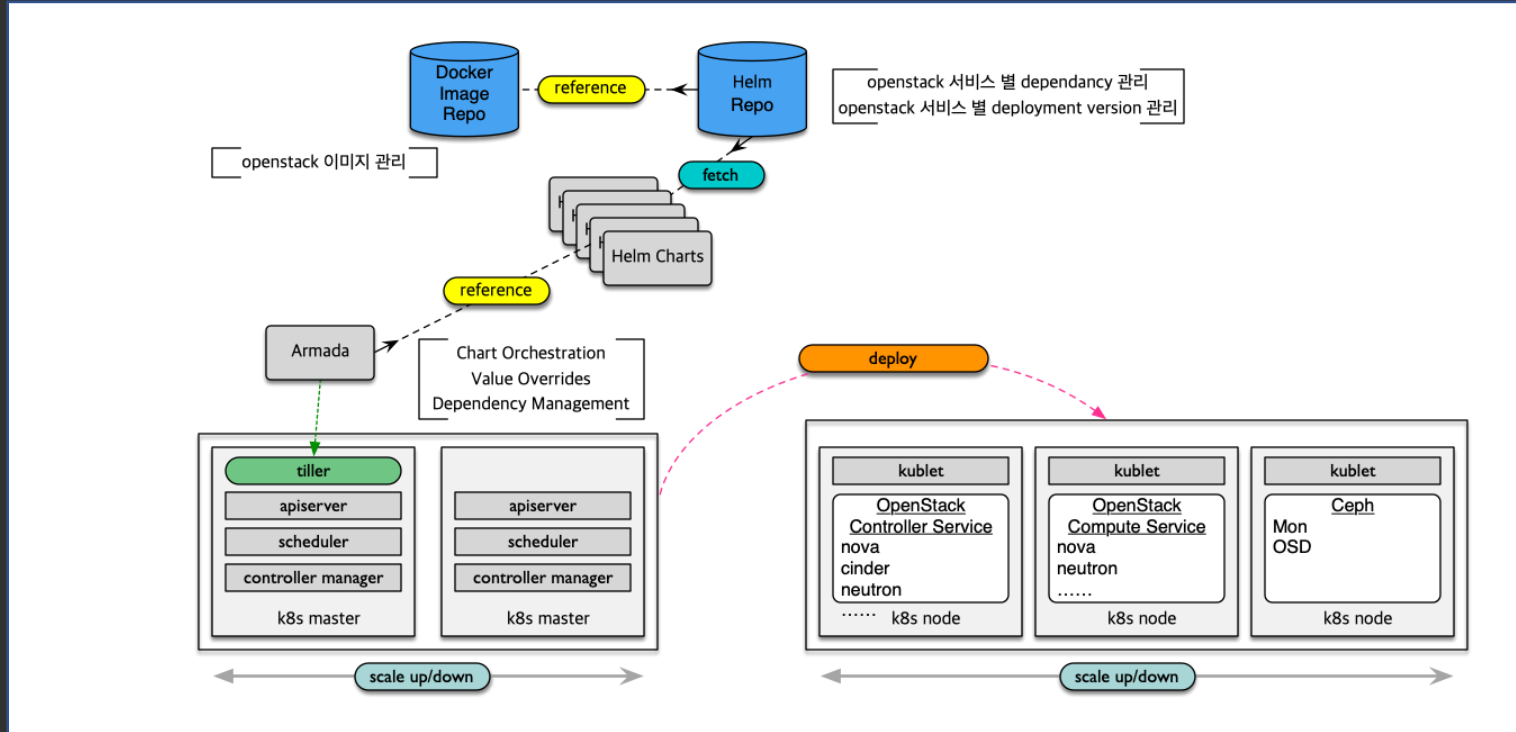 Docker
Image
Repo
reference
Helm
Repo
openstack 서비스 별 dependancy 관리
openstack 서비스 별 deployment version 관리
openstack 이미지 관리
fetch
H
H
H
H
Helm Charts
reference
Armada
Chart Orchestration
Value Overrides
Dependency Management
deploy
tiller
apiserver
scheduler
controller manager
k8s master
apiserver
scheduler
controller manager
k8s master
kublet
OpenStack
Controller Service
nova
cinder
neutron
......
k8s node
kublet
OpenStack
Compute Service
nova
neutron
......
k8s node
kublet
Ceph
Mon
OSD
k8s node
scale up/down
scale up/down